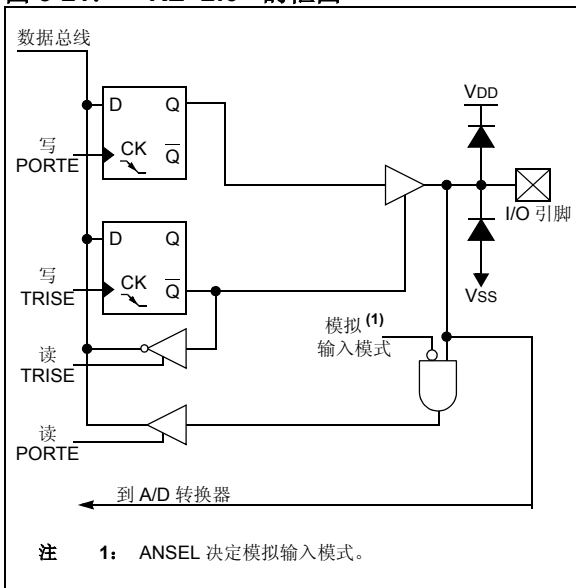 数据总线
D Q
写
PORTE
CK Q
VDD
I/O 引脚
D Q
写
TRISE
CK Q
VSS
模拟(1)
输入模式
读
TRISE
读
PORTE
到 A/D 转换器
注 1: ANSEL 决定模拟输入模式。